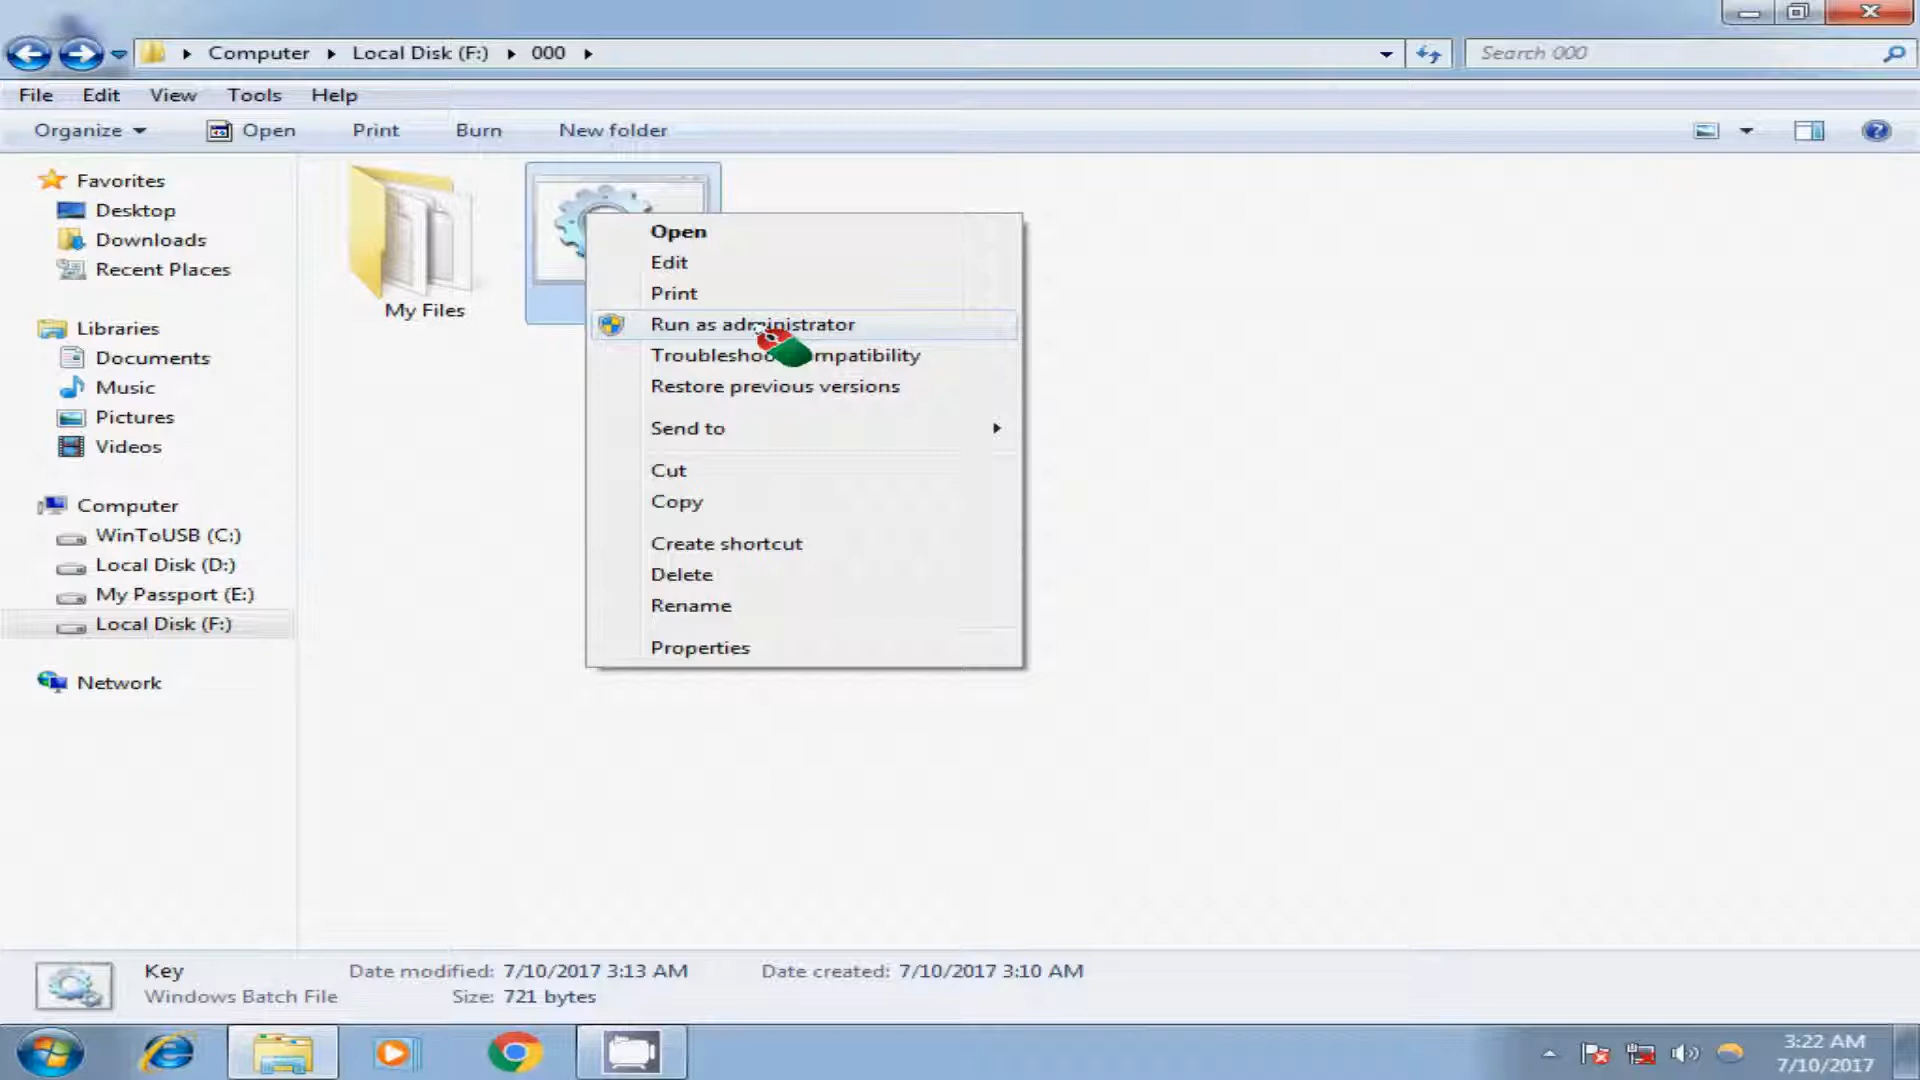 Computer Local Disk (F:) 000
Search 000
File Edit View Tools Help
Organize Open Print Burn New folder
Favorites
Desktop
Downloads
Recent Places
Libraries
Documents
Music
Pictures
Videos
Computer
WinToUSB (C:)
Local Disk (D:)
My Passport (E:)
Local Disk (F:)
Network
My Files
Open
Edit
Print
Run as administrator
Troubleshoot compatibility
Restore previous versions
Send to
Cut
Copy
Create shortcut
Delete
Rename
Properties
Key Date modified: 7/10/2017 3:13 AM Date created: 7/10/2017 3:10 AM
Windows Batch File Size: 721 bytes
3:22 AM
7/10/2017